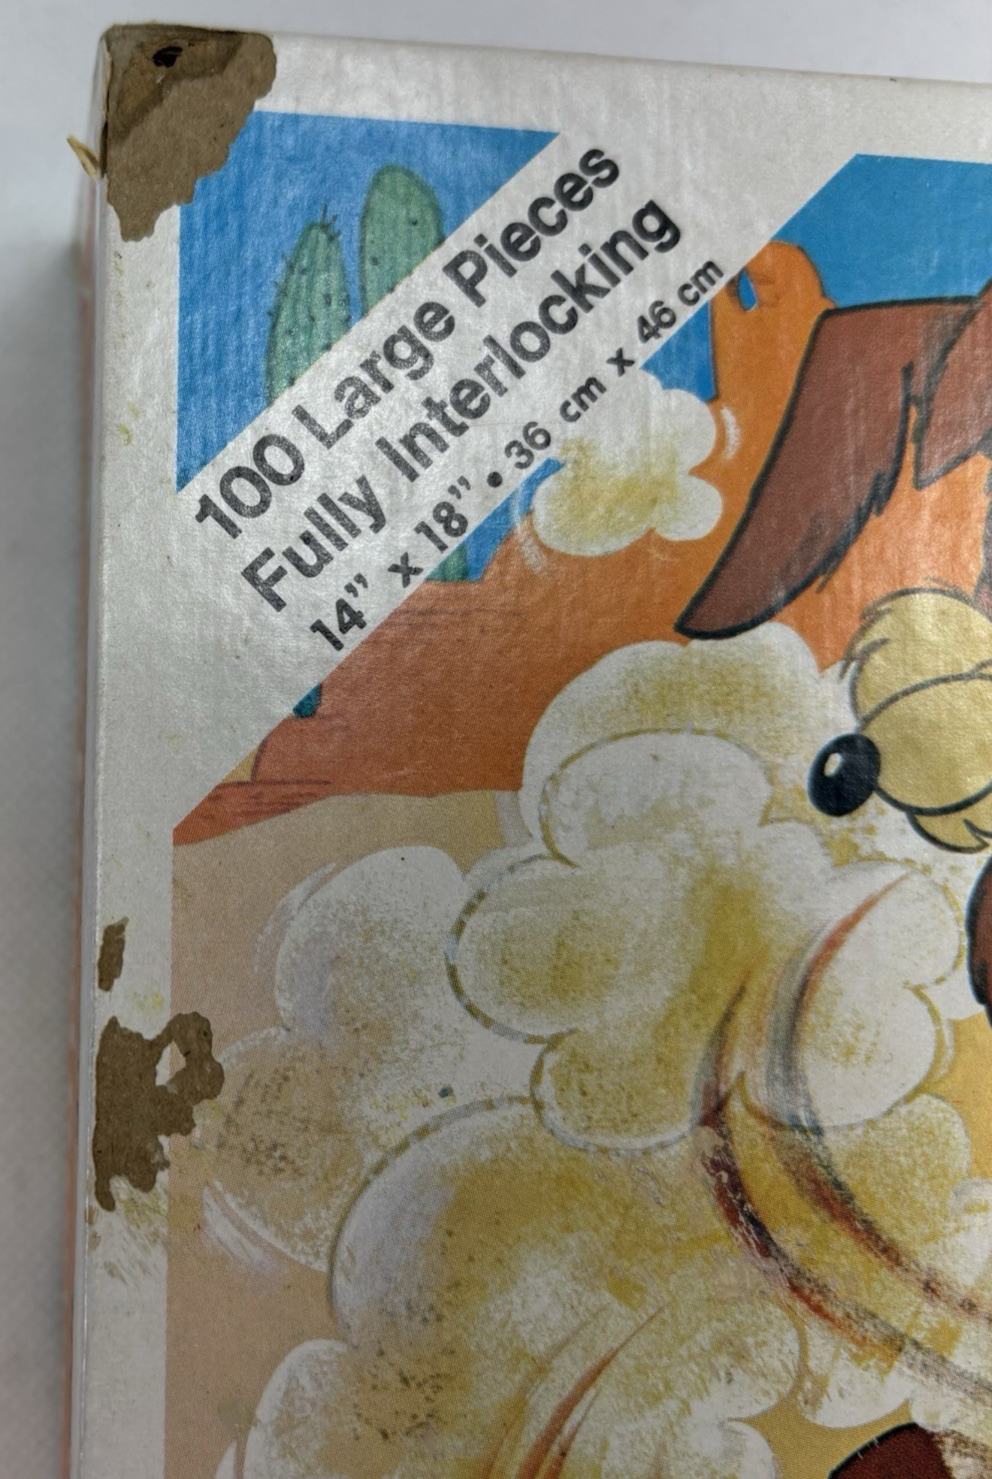 100 Large Pieces
Fully Interlocking
14” x 18” • 36 cm x 46 cm